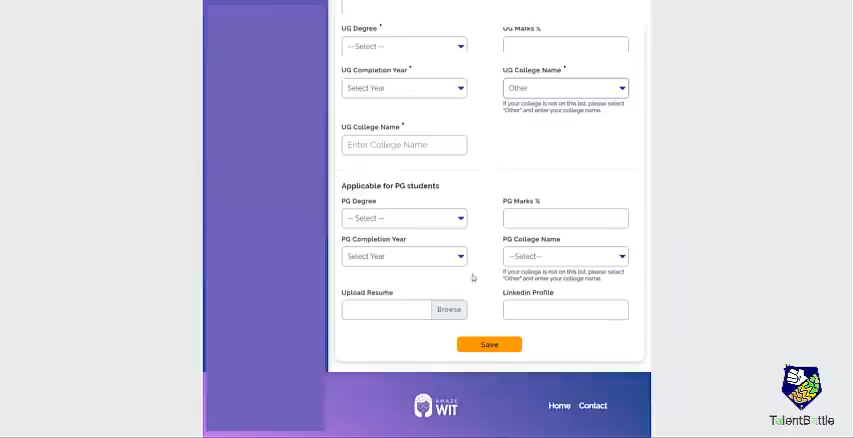 UG Degree *
UG Marks %
-- Select --
UG Completion Year *
UG College Name *
Select Year
Other
If your college is not on this list, please select
"Other" and enter your college name.
UG College Name *
Enter College Name
Applicable for PG students
PG Degree
PG Marks %
-- Select --
PG Completion Year
PG College Name
Select Year
--Select--
If your college is not on this list, please select
"Other" and enter your college name.
Upload Resume
Linkedin Profile
Browse
Save
AMAZE
WIT
Home
Contact
TalentBattle